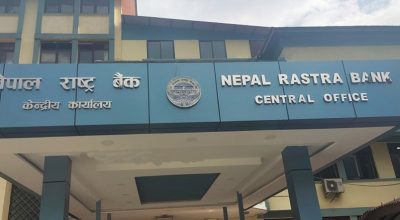 नेपाल राष्ट्र बैंक
केन्द्रीय कार्यालय
NEPAL RASTRA BANK
CENTRAL OFFICE